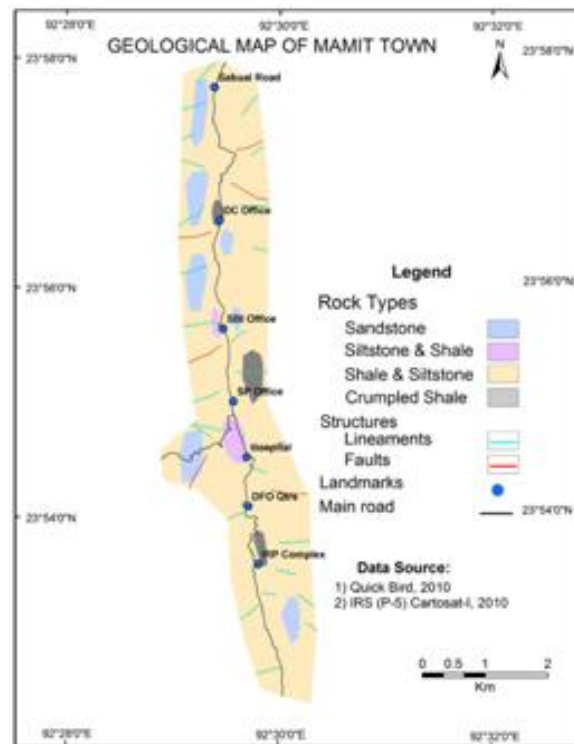 92°28'0"E 92°30'0"E 92°32'0"E
GEOLOGICAL MAP OF MAMIT TOWN
23°58'0"N 23°58'0"N
N
Sabual Road
DC Office
23°56'0"N 23°56'0"N
SBI Office
SP Office
Hospital
DFO Qtrs
IRP Complex
23°54'0"N 23°54'0"N
Legend
Rock Types
Sandstone
Siltstone & Shale
Shale & Siltstone
Crumpled Shale
Structures
Lineaments
Faults
Landmarks
Main road
Data Source:
1) Quick Bird, 2010
2) IRS (P-5) Cartosat-I, 2010
0 0.5 1 2
Km
92°28'0"E 92°30'0"E 92°32'0"E